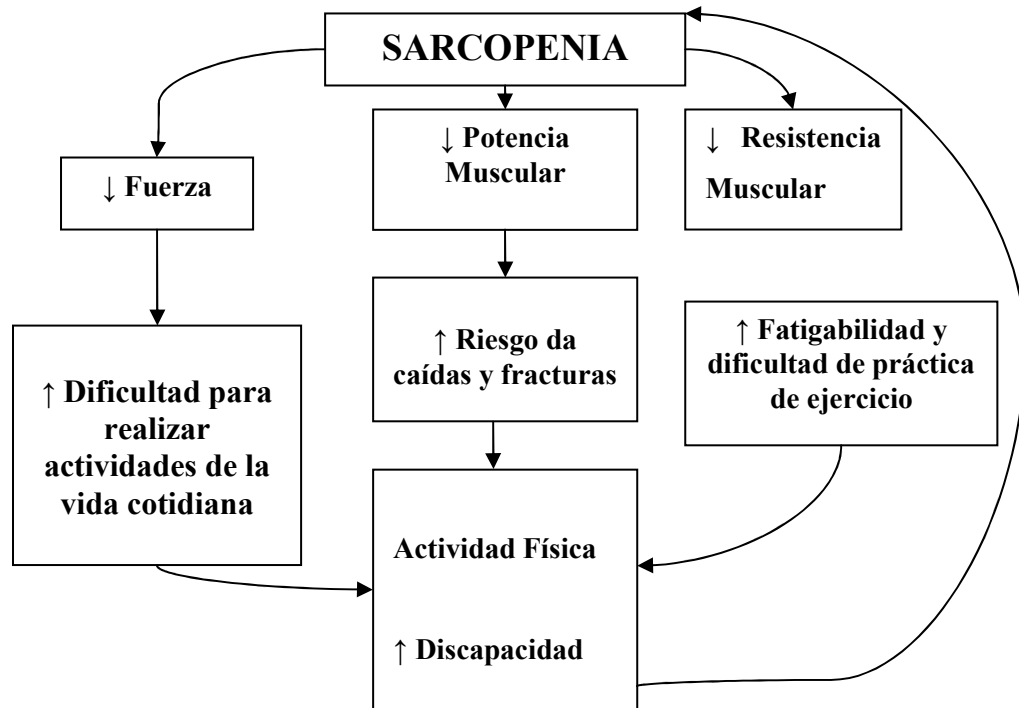 SARCOPENIA
↓ Fuerza
↓ Potencia
Muscular
↓ Resistencia
Muscular
↑ Dificultad para
realizar
actividades de la
vida cotidiana
↑ Riesgo da
caídas y fracturas
↑ Fatigabilidad y
dificultad de práctica
de ejercicio
Actividad Física
↑ Discapacidad